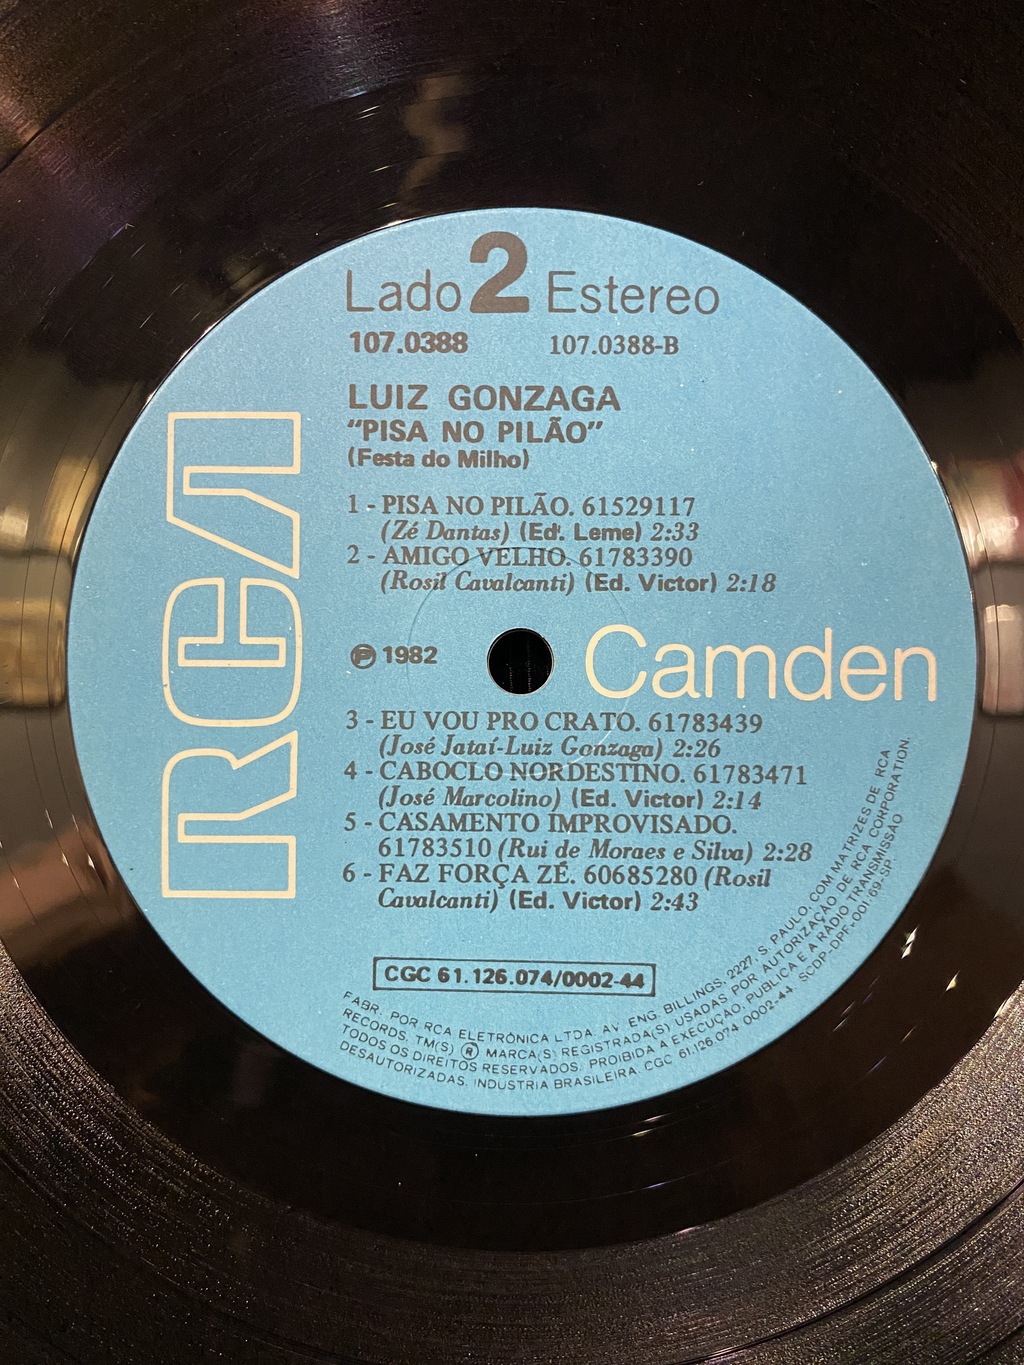 Lado 2 Estereo
107.0388 107.0388-B
LUIZ GONZAGA
"PISA NO PILÃO"
(Festa do Milho)
1 - PISA NO PILÃO. 61529117
(Zé Dantas) (Ed. Leme) 2:33
2 - AMIGO VELHO. 61783390
(Rosil Cavalcanti) (Ed. Victor) 2:18
RCA
℗ 1982
Camden
3 - EU VOU PRO CRATO. 61783439
(José Jataí-Luiz Gonzaga) 2:26
4 - CABOCLO NORDESTINO. 61783471
(José Marcolino) (Ed. Victor) 2:14
5 - CASAMENTO IMPROVISADO.
61783510 (Rui de Moraes e Silva) 2:28
6 - FAZ FORÇA ZÉ. 60685280 (Rosil
Cavalcanti) (Ed. Victor) 2:43
CGC 61.126.074/0002-44
FABR. POR RCA ELETRÔNICA LTDA. AV. ENG. BILLINGS, 2227, S. PAULO, COM MATRIZES DE RCA
RECORDS. TM(S) ® MARCA(S) REGISTRADA(S) USADAS POR AUTORIZAÇÃO DE RCA CORPORATION.
TODOS OS DIREITOS RESERVADOS. PROIBIDA A EXECUÇÃO PUBLICA E A RÁDIO TRANSMISSÃO
DESAUTORIZADAS. INDUSTRIA BRASILEIRA. CGC 61.126.074 0002-44. SCDP-DPF-001/69-SP.